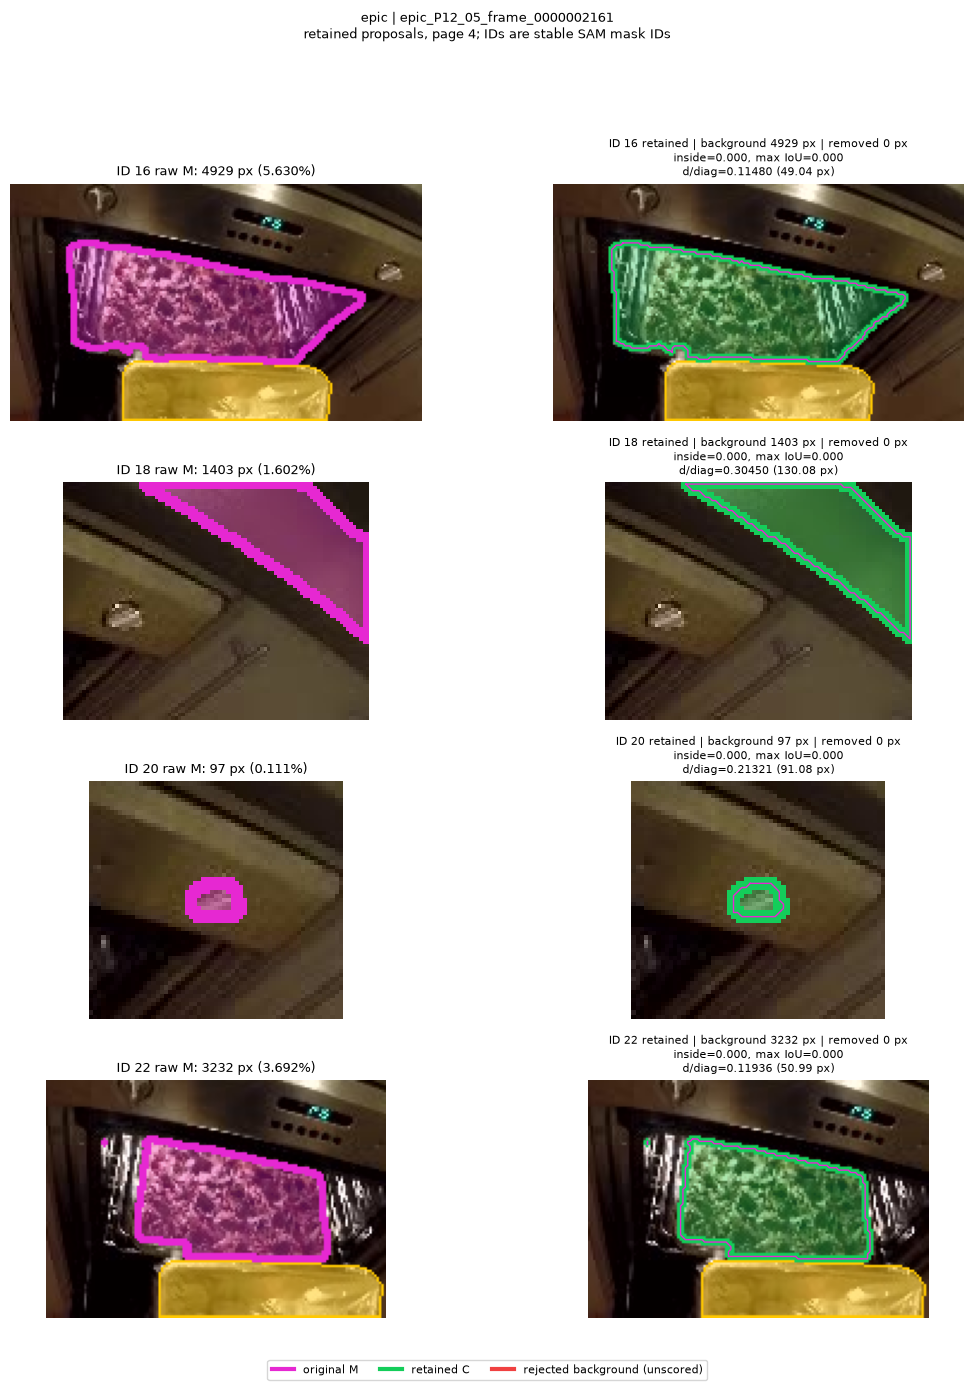 epic | epic_P12_05_frame_0000002161
retained proposals, page 4; IDs are stable SAM mask IDs
ID 16 raw M: 4929 px (5.630%)
ID 16 retained | background 4929 px | removed 0 px
inside=0.000, max IoU=0.000
d/diag=0.11480 (49.04 px)
ID 18 raw M: 1403 px (1.602%)
ID 18 retained | background 1403 px | removed 0 px
inside=0.000, max IoU=0.000
d/diag=0.30450 (130.08 px)
ID 20 raw M: 97 px (0.111%)
ID 20 retained | background 97 px | removed 0 px
inside=0.000, max IoU=0.000
d/diag=0.21321 (91.08 px)
ID 22 raw M: 3232 px (3.692%)
ID 22 retained | background 3232 px | removed 0 px
inside=0.000, max IoU=0.000
d/diag=0.11936 (50.99 px)
original M
retained C
rejected background (unscored)